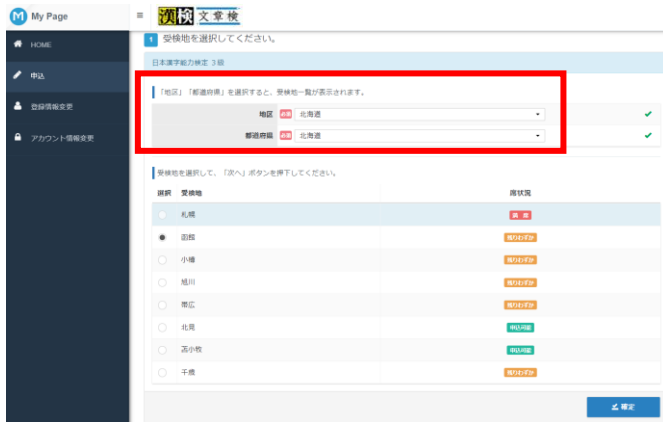 M My Page
漢検 文章検
HOME
申込
登録情報変更
アカウント情報変更
1 受検地を選択してください。
日本漢字能力検定 3級
「地区」「都道府県」を選択すると、受検地一覧が表示されます。
地区 必須 北海道
都道府県 必須 北海道
受検地を選択して、「次へ」ボタンを押下してください。
選択 受検地 席状況
札幌 満席
函館 残りわずか
小樽 残りわずか
旭川 残りわずか
帯広 残りわずか
北見 申込可能
苫小牧 申込可能
千歳 残りわずか
確定